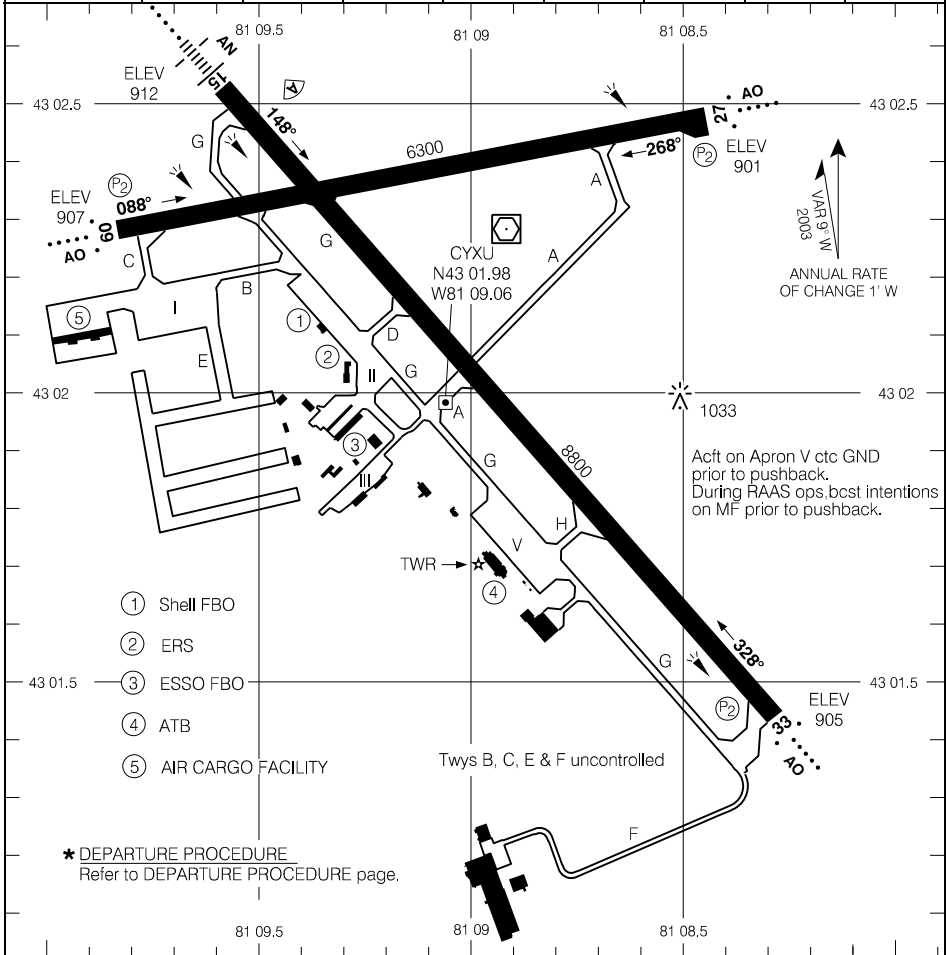 81 09.5
81 09
81 08.5
AN
ELEV
912
15
A
43 02.5
43 02.5
AO
27
148°
G
6300
268°
P2
ELEV
901
A
P2
088°
ELEV
907
09
AO
C
G
VAR 9° W
2003
CYXU
N43 01.98
W81 09.06
A
ANNUAL RATE
OF CHANGE 1' W
B
I
5
1
D
2
E
II
G
43 02
43 02
A
1033
3
8800
G
III
Acft on Apron V ctc GND
prior to pushback.
During RAAS ops,bcst intentions
on MF prior to pushback.
H
V
TWR
4
1 Shell FBO
2 ERS
3 ESSO FBO
4 ATB
5 AIR CARGO FACILITY
328°
G
43 01.5
43 01.5
P2
33
ELEV
905
AO
Twys B, C, E & F uncontrolled
F
* DEPARTURE PROCEDURE
Refer to DEPARTURE PROCEDURE page.
81 09.5
81 09
81 08.5